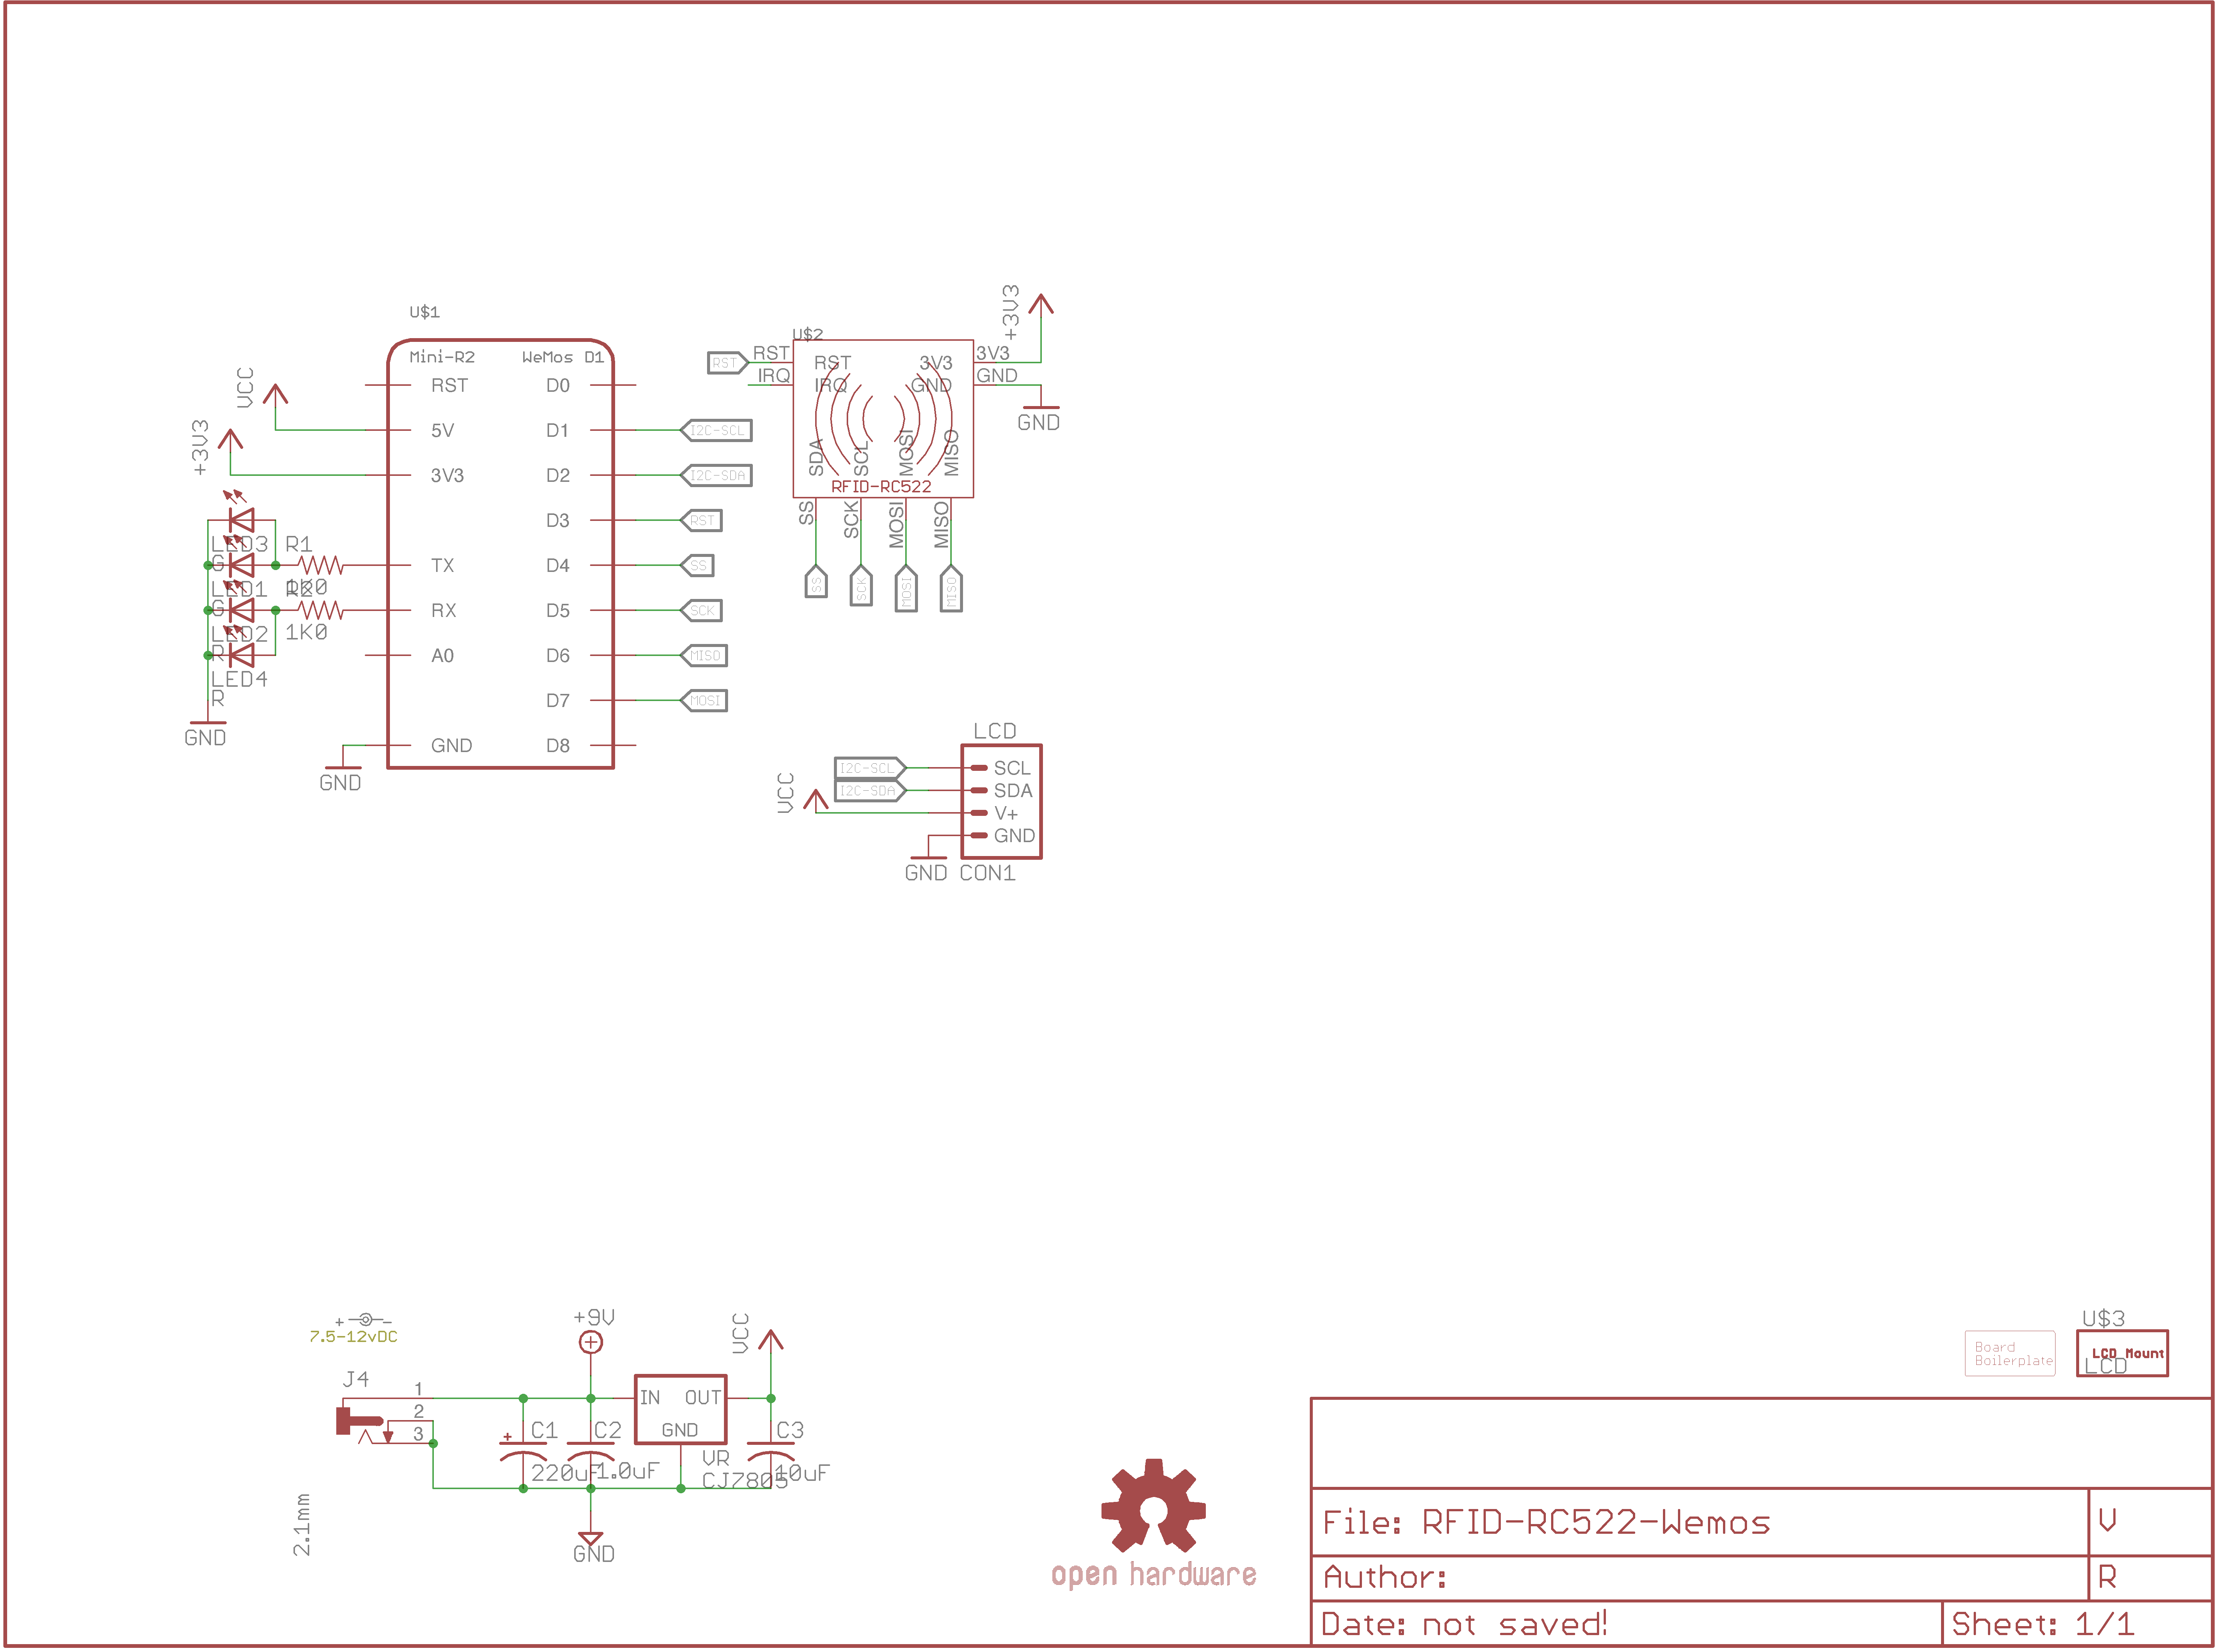 U$1
Mini-R2 WeMos D1
RST D0
5V D1
3V3 D2
D3
TX D4
RX D5
A0 D6
D7
GND D8
VCC
+3V3
LED3
G
LED1
G
LED2
R
LED4
R
R1
1K0
R2
1K0
GND
GND
I2C-SCL
I2C-SDA
RST
SS
SCK
MISO
MOSI
U$2
RST
RST
IRQ
RST
IRQ
3V3
GND
3V3
GND
+3V3
GND
SDA
SCL
MOSI
MISO
RFID-RC522
SS
SCK
MOSI
MISO
SS
SCK
MOSI
MISO
LCD
I2C-SCL
I2C-SDA
VCC
SCL
SDA
V+
GND
GND
CON1
+ -
7.5-12vDC
J4
1
2
3
2.1mm
+9V
VCC
IN OUT
GND
C1
220uF
C2
1.0uF
VR
CJ7805
C3
10uF
GND
open hardware
Board
Boilerplate
U$3
LCD Mount
LCD
File: RFID-RC522-Wemos
V
Author:
R
Date: not saved!
Sheet: 1/1